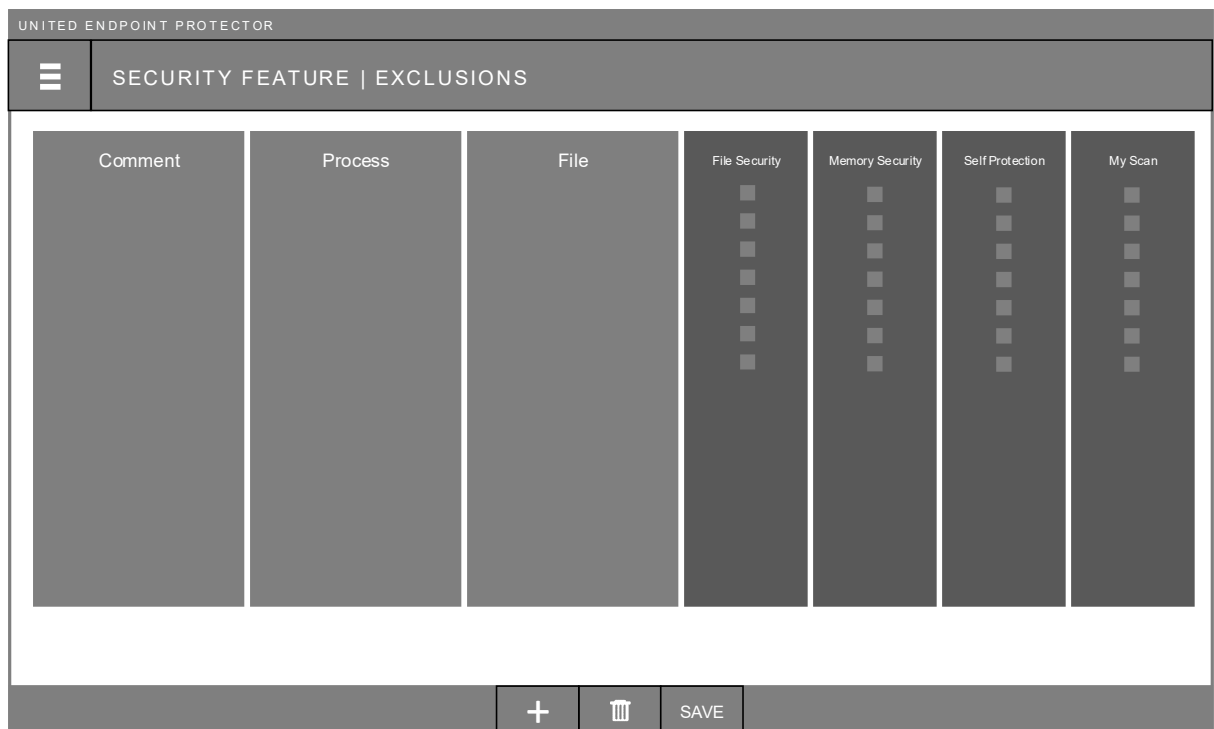 UNITED ENDPOINT PROTECTOR
SECURITY FEATURE | EXCLUSIONS
Comment
Process
File
File Security
Memory Security
Self Protection
My Scan
SAVE